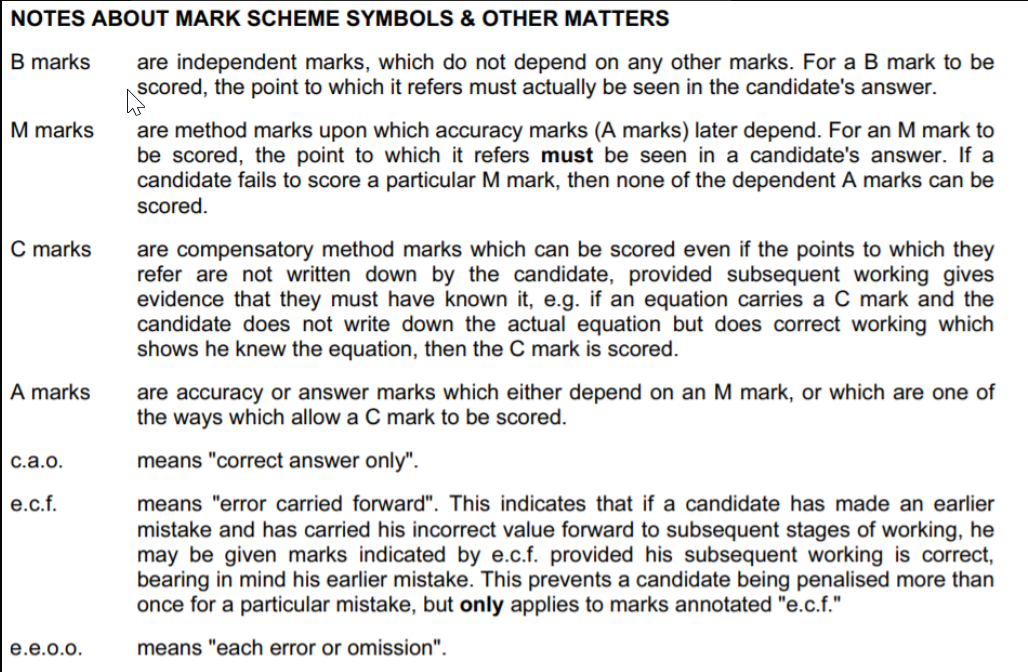 NOTES ABOUT MARK SCHEME SYMBOLS & OTHER MATTERS
B marks are independent marks, which do not depend on any other marks. For a B mark to be
scored, the point to which it refers must actually be seen in the candidate's answer.
M marks are method marks upon which accuracy marks (A marks) later depend. For an M mark to
be scored, the point to which it refers must be seen in a candidate's answer. If a
candidate fails to score a particular M mark, then none of the dependent A marks can be
scored.
C marks are compensatory method marks which can be scored even if the points to which they
refer are not written down by the candidate, provided subsequent working gives
evidence that they must have known it, e.g. if an equation carries a C mark and the
candidate does not write down the actual equation but does correct working which
shows he knew the equation, then the C mark is scored.
A marks are accuracy or answer marks which either depend on an M mark, or which are one of
the ways which allow a C mark to be scored.
c.a.o. means "correct answer only".
e.c.f. means "error carried forward". This indicates that if a candidate has made an earlier
mistake and has carried his incorrect value forward to subsequent stages of working, he
may be given marks indicated by e.c.f. provided his subsequent working is correct,
bearing in mind his earlier mistake. This prevents a candidate being penalised more than
once for a particular mistake, but only applies to marks annotated "e.c.f."
e.e.o.o. means "each error or omission".